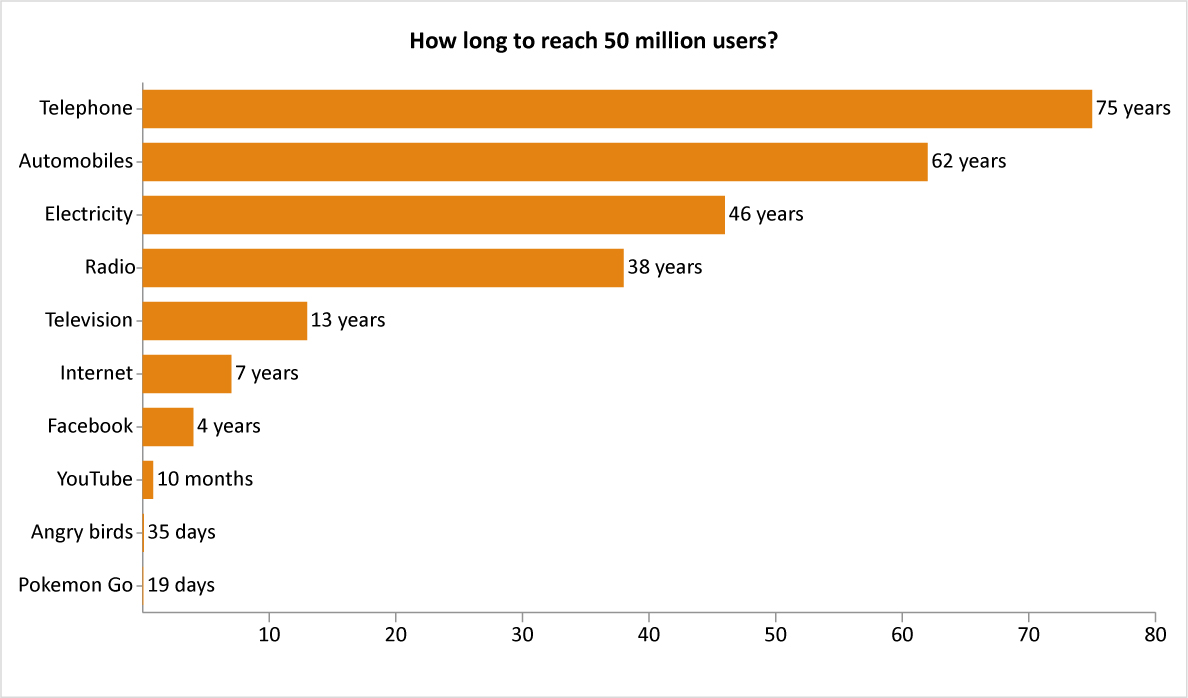 How long to reach 50 million users?
Telephone 75 years
Automobiles 62 years
Electricity 46 years
Radio 38 years
Television 13 years
Internet 7 years
Facebook 4 years
YouTube 10 months
Angry birds 35 days
Pokemon Go 19 days
10 20 30 40 50 60 70 80